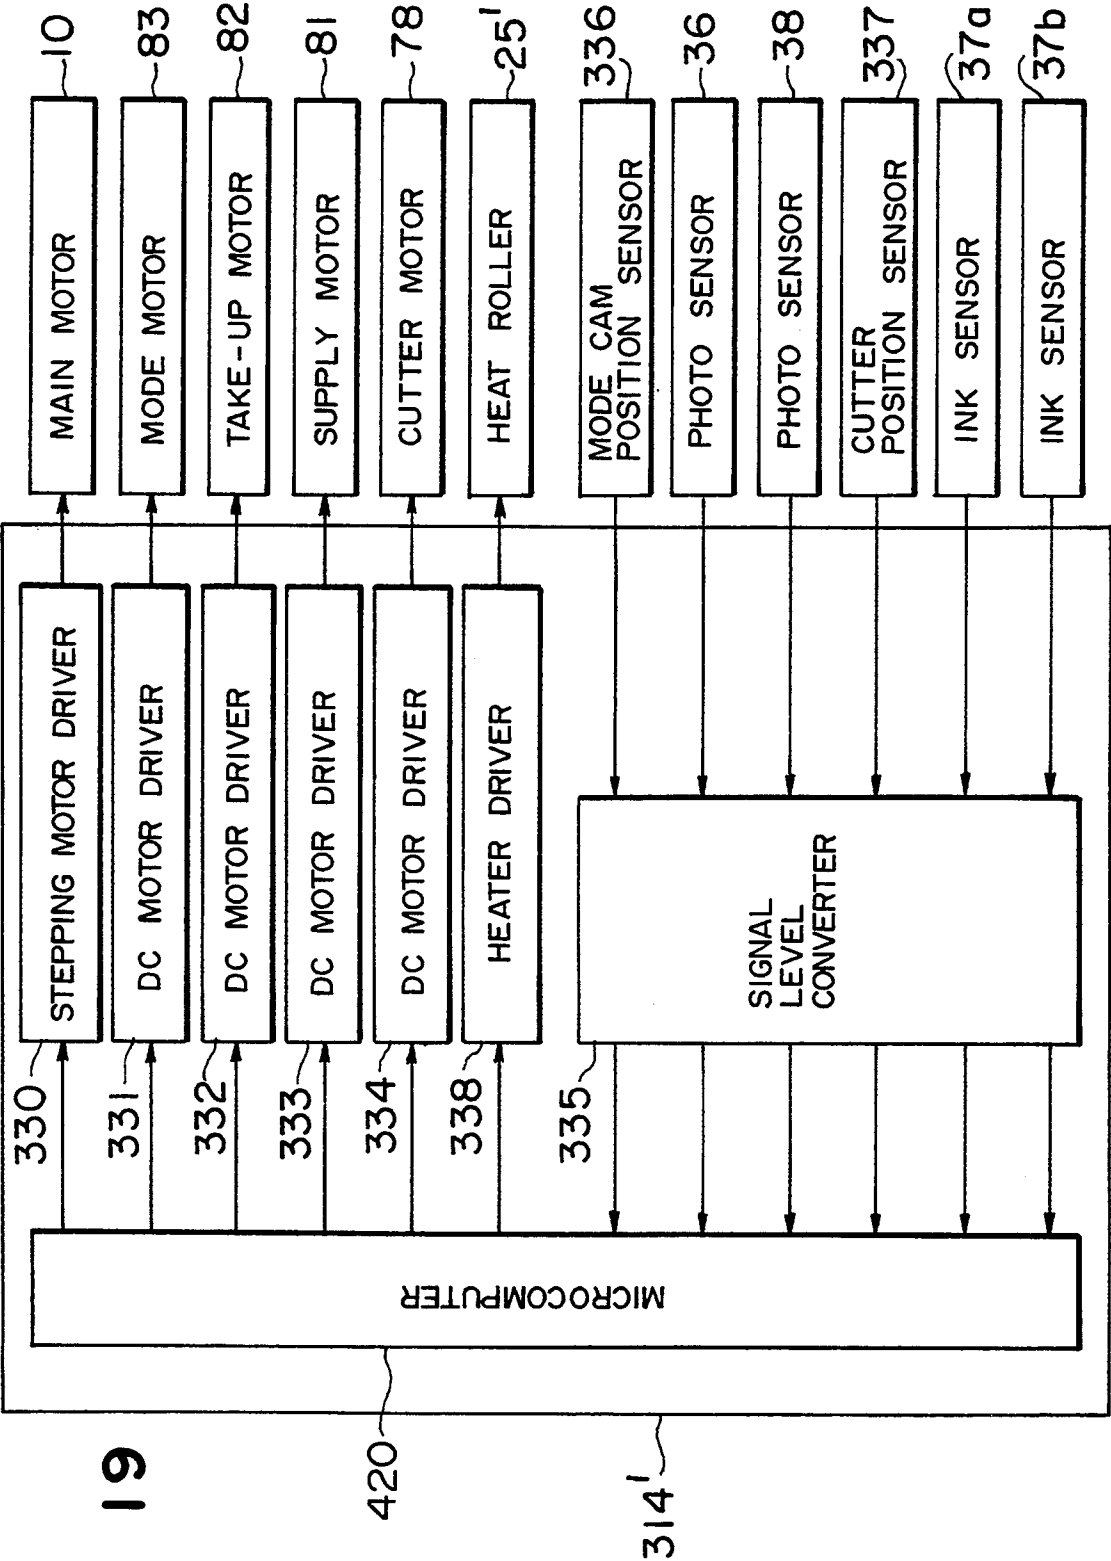 19
420
314'
MICROCOMPUTER
330
STEPPING MOTOR DRIVER
MAIN MOTOR
10
331
DC MOTOR DRIVER
MODE MOTOR
83
332
DC MOTOR DRIVER
TAKE-UP MOTOR
82
333
DC MOTOR DRIVER
SUPPLY MOTOR
81
334
DC MOTOR DRIVER
CUTTER MOTOR
78
338
HEATER DRIVER
HEAT ROLLER
25'
335
SIGNAL
LEVEL
CONVERTER
MODE CAM
POSITION SENSOR
336
PHOTO SENSOR
36
PHOTO SENSOR
38
CUTTER
POSITION SENSOR
337
INK SENSOR
37a
INK SENSOR
37b